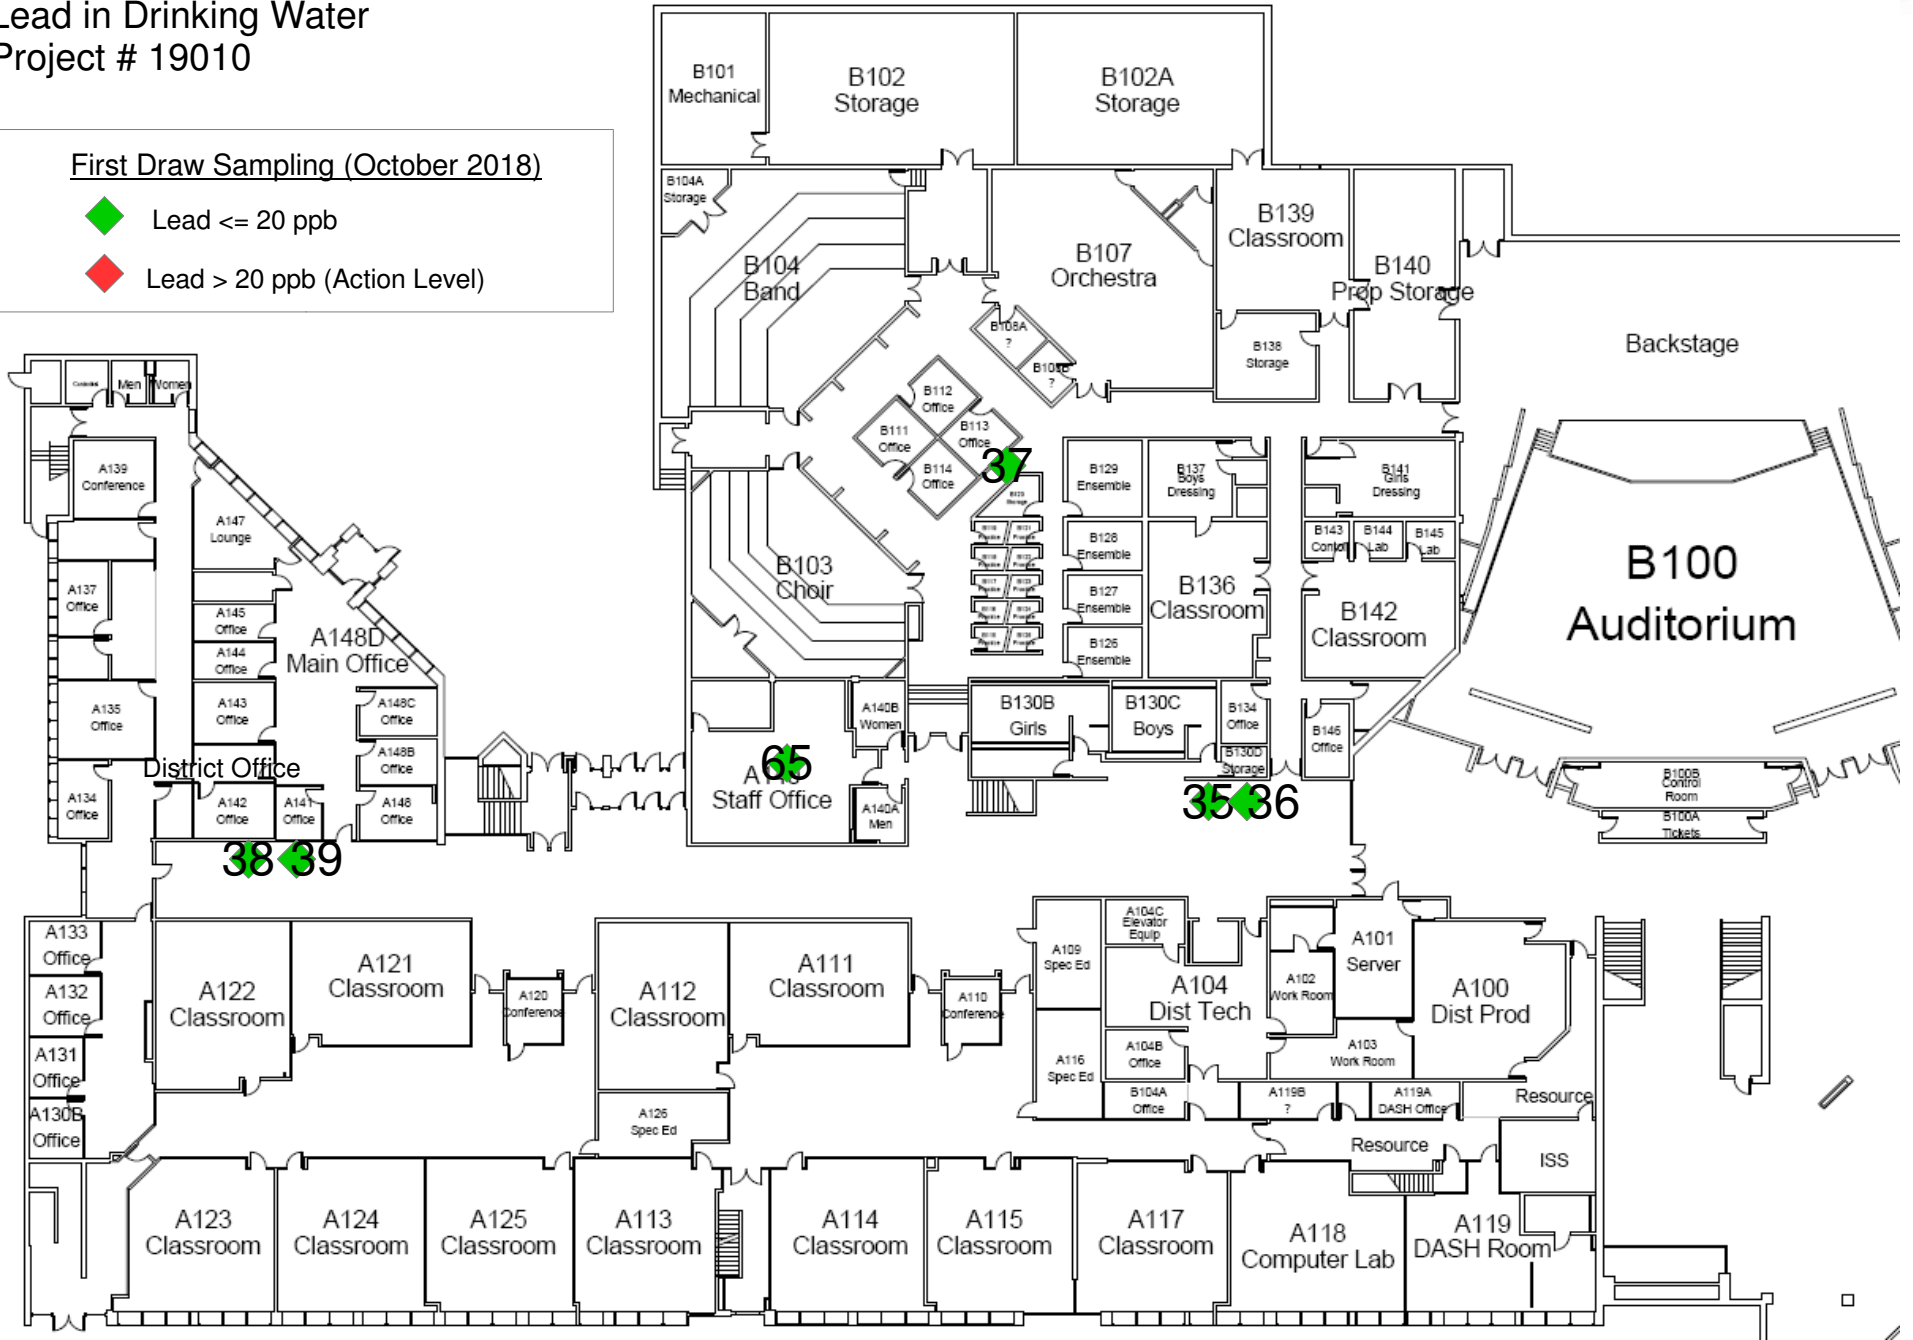 Lead in Drinking Water
Project # 19010
First Draw Sampling (October 2018)
Lead <= 20 ppb
Lead > 20 ppb (Action Level)
B101
Mechanical
B102
Storage
B102A
Storage
B104A
Storage
B104
Band
B107
Orchestra
B139
Classroom
B140
Prop Storage
B138
Storage
Backstage
B108A
?
?
B112
Office
B111
Office
B113
Office
B114
Office
37
B129
Ensemble
B137
Boys
Dressing
B141
Girls
Dressing
B128
Ensemble
B127
Ensemble
B126
Ensemble
B136
Classroom
B143
Control
B144
Lab
B145
Lab
B142
Classroom
B100
Auditorium
B103
Choir
Men
Women
A139
Conference
A147
Lounge
A137
Office
A145
Office
A144
Office
A148D
Main Office
A135
Office
A143
Office
A148C
Office
A148B
Office
District Office
A134
Office
A142
Office
A141
Office
A148
Office
38
39
A140B
Women
65
Staff Office
A140A
Men
B130B
Girls
B130C
Boys
B134
Office
B130D
Storage
B146
Office
35
36
B100B
Control
Room
B100A
Tickets
A133
Office
A132
Office
A131
Office
A130B
Office
A122
Classroom
A121
Classroom
A120
Conference
A112
Classroom
A111
Classroom
A110
Conference
A109
Spec Ed
A104C
Elevator
Equip
A104
Dist Tech
A102
Work Room
A101
Server
A100
Dist Prod
A116
Spec Ed
A104B
Office
A103
Work Room
B104A
Office
A119B
?
A119A
DASH Office
Resource
A126
Spec Ed
Resource
ISS
A123
Classroom
A124
Classroom
A125
Classroom
A113
Classroom
A114
Classroom
A115
Classroom
A117
Classroom
A118
Computer Lab
A119
DASH Room